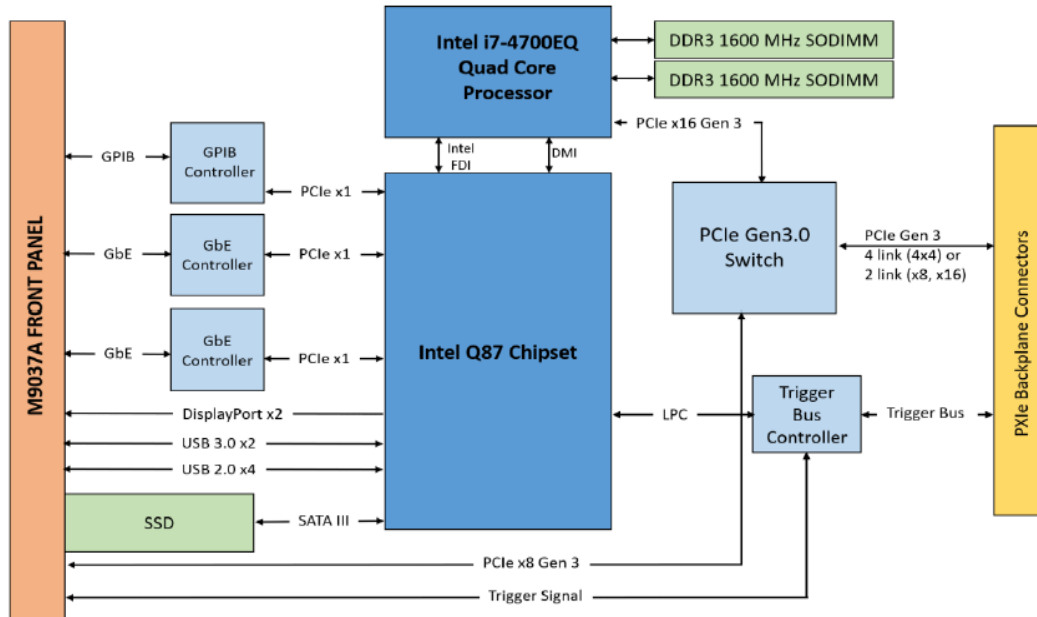 Intel i7-4700EQ
Quad Core
Processor
DDR3 1600 MHz SODIMM
DDR3 1600 MHz SODIMM
PCIe x16 Gen 3
Intel
FDI
DMI
GPIB
GPIB
Controller
PCIe x1
GbE
GbE
Controller
PCIe x1
GbE
GbE
Controller
PCIe x1
M9037A FRONT PANEL
Intel Q87 Chipset
PCIe Gen3.0
Switch
PCIe Gen 3
4 link (4x4) or
2 link (x8, x16)
PXIe Backplane Connectors
DisplayPort x2
USB 3.0 x2
USB 2.0 x4
LPC
Trigger
Bus
Controller
Trigger Bus
SSD
SATA III
PCIe x8 Gen 3
Trigger Signal